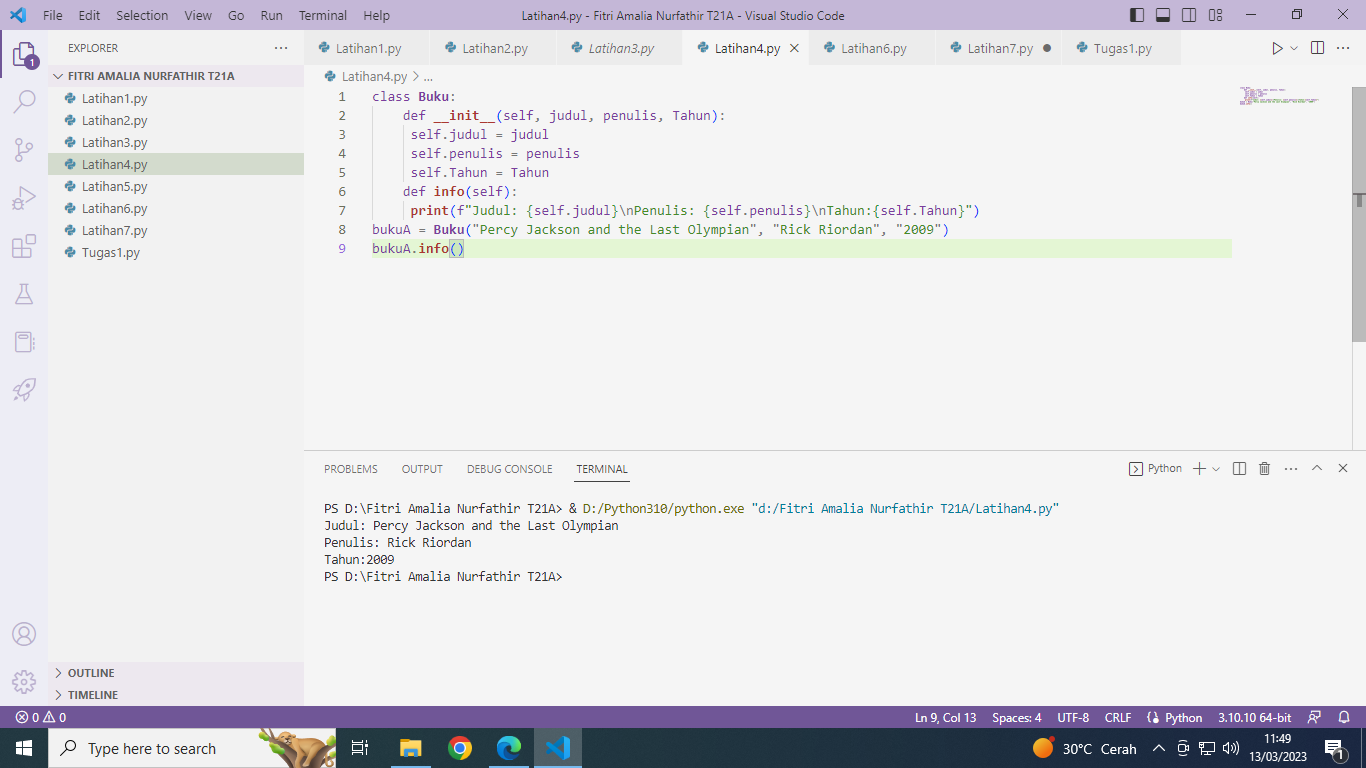 File Edit Selection View Go Run Terminal Help Latihan4.py - Fitri Amalia Nurfathir T21A - Visual Studio Code
1
EXPLORER
FITRI AMALIA NURFATHIR T21A
Latihan1.py
Latihan2.py
Latihan3.py
Latihan4.py
Latihan5.py
Latihan6.py
Latihan7.py
Tugas1.py
OUTLINE
TIMELINE
Latihan1.py Latihan2.py Latihan3.py Latihan4.py Latihan6.py Latihan7.py Tugas1.py
Latihan4.py > ...
1 class Buku:
2     def __init__(self, judul, penulis, Tahun):
3      self.judul = judul
4      self.penulis = penulis
5      self.Tahun = Tahun
6     def info(self):
7      print(f"Judul: {self.judul}\nPenulis: {self.penulis}\nTahun:{self.Tahun}")
8 bukuA = Buku("Percy Jackson and the Last Olympian", "Rick Riordan", "2009")
9 bukuA.info()
PROBLEMS OUTPUT DEBUG CONSOLE TERMINAL Python
PS D:\Fitri Amalia Nurfathir T21A> & D:/Python310/python.exe "d:/Fitri Amalia Nurfathir T21A/Latihan4.py"
Judul: Percy Jackson and the Last Olympian
Penulis: Rick Riordan
Tahun:2009
PS D:\Fitri Amalia Nurfathir T21A>
0 0 Ln 9, Col 13 Spaces: 4 UTF-8 CRLF Python 3.10.10 64-bit
Type here to search 30°C Cerah 11:49
13/03/2023 1